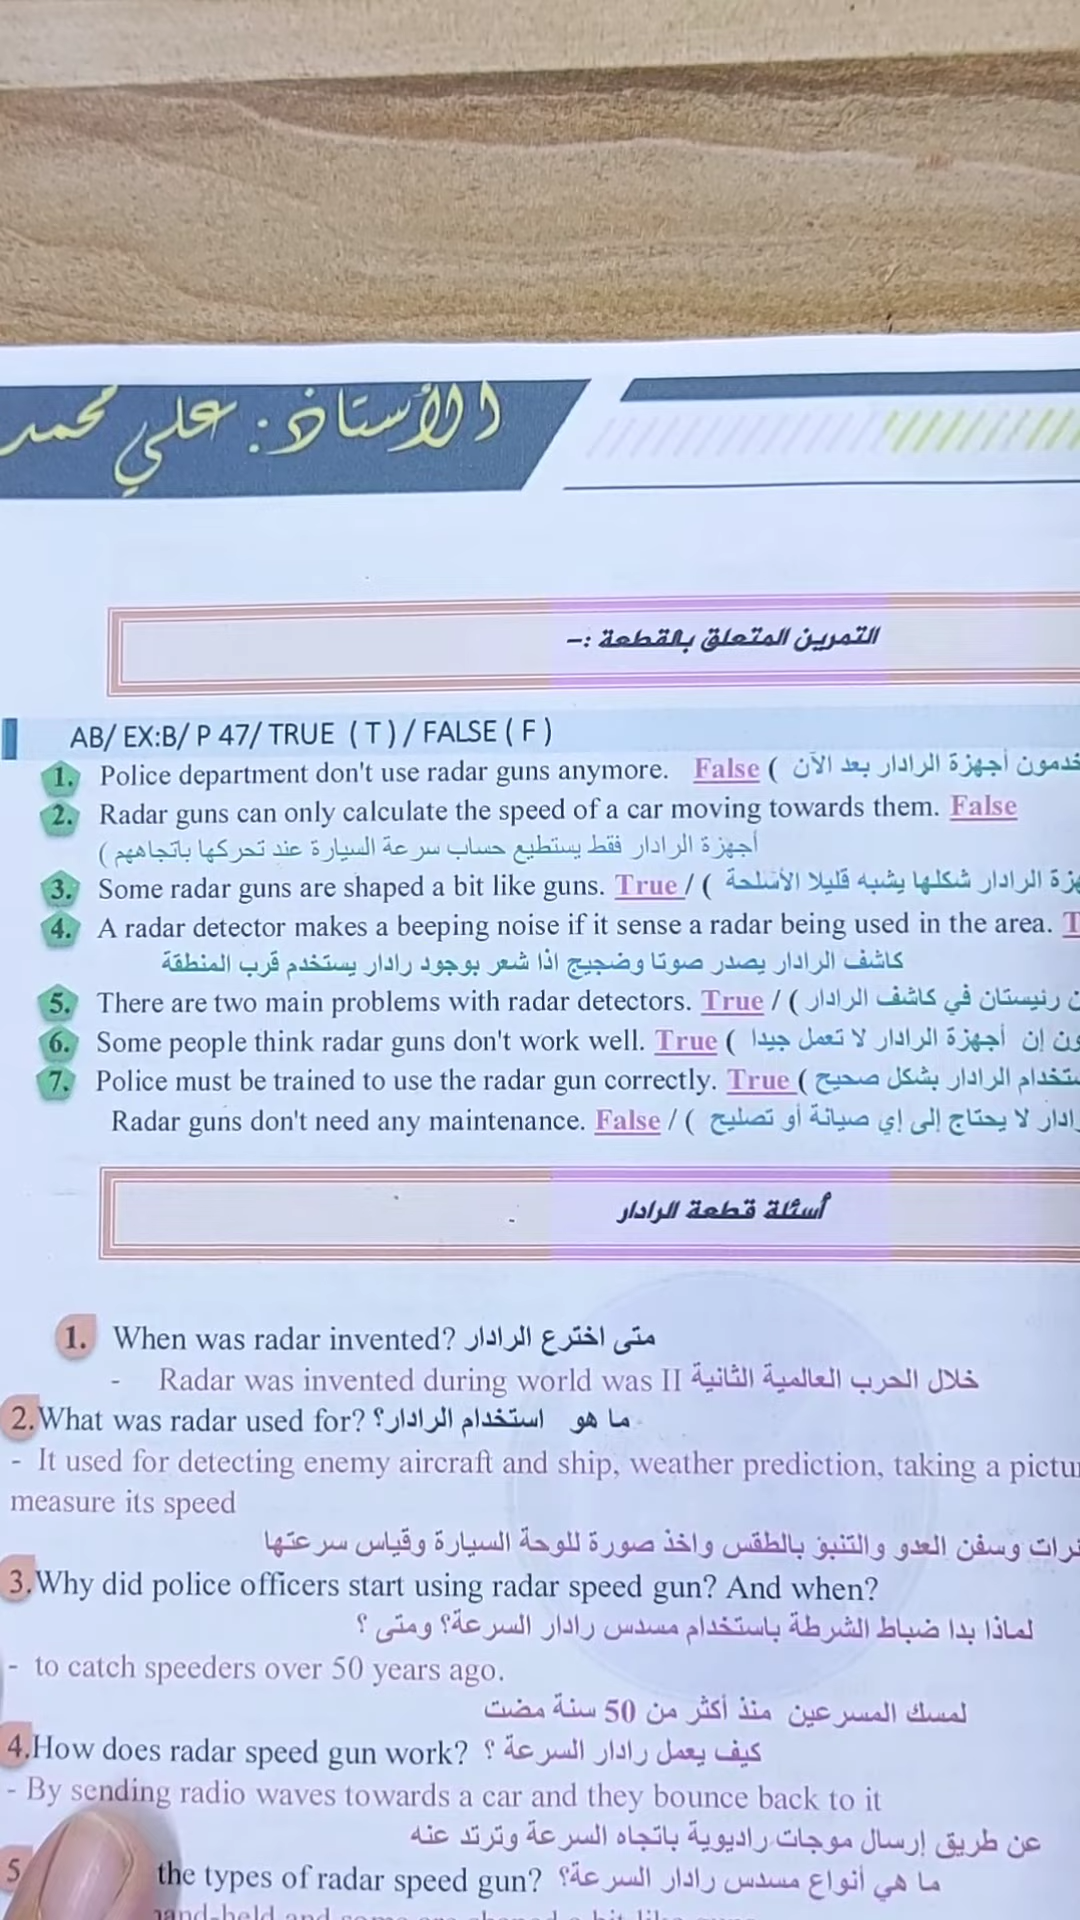 الأستاذ: علي محمد
التمرين المتعلق بالقطعة :-
AB/ EX:B/ P 47/ TRUE ( T ) / FALSE ( F )
1. Police department don't use radar guns anymore. False ( أجهزة الرادار بعد الآن
2. Radar guns can only calculate the speed of a car moving towards them. False
أجهزة الرادار فقط يستطيع حساب سرعة السيارة عند تحركها باتجاههم )
3. Some radar guns are shaped a bit like guns. True / ( الرادار شكلها يشبه قليلا الأسلحة
4. A radar detector makes a beeping noise if it sense a radar being used in the area. T
كاشف الرادار يصدر صوتا وضجيج اذا شعر بوجود رادار يستخدم قرب المنطقة
5. There are two main problems with radar detectors. True / ( رئيستان في كاشف الرادار
6. Some people think radar guns don't work well. True ( إن أجهزة الرادار لا تعمل جيدا
7. Police must be trained to use the radar gun correctly. True ( الرادار بشكل صحيح
Radar guns don't need any maintenance. False / ( لا يحتاج إلى إي صيانة أو تصليح
أسئلة قطعة الرادار
1. When was radar invented? متى اخترع الرادار
- Radar was invented during world was II خلال الحرب العالمية الثانية
2.What was radar used for? ما هو استخدام الرادار؟
- It used for detecting enemy aircraft and ship, weather prediction, taking a pictu
measure its speed
وسفن العدو والتنبؤ بالطقس واخذ صورة للوحة السيارة وقياس سرعتها
3.Why did police officers start using radar speed gun? And when?
لماذا بدا ضباط الشرطة باستخدام مسدس رادار السرعة؟ ومتى ؟
- to catch speeders over 50 years ago.
لمسك المسرعين منذ أكثر من 50 سنة مضت
4.How does radar speed gun work? كيف يعمل رادار السرعة ؟
- By sending radio waves towards a car and they bounce back to it
عن طريق إرسال موجات راديوية باتجاه السرعة وترتد عنه
5 the types of radar speed gun? ما هي أنواع مسدس رادار السرعة؟